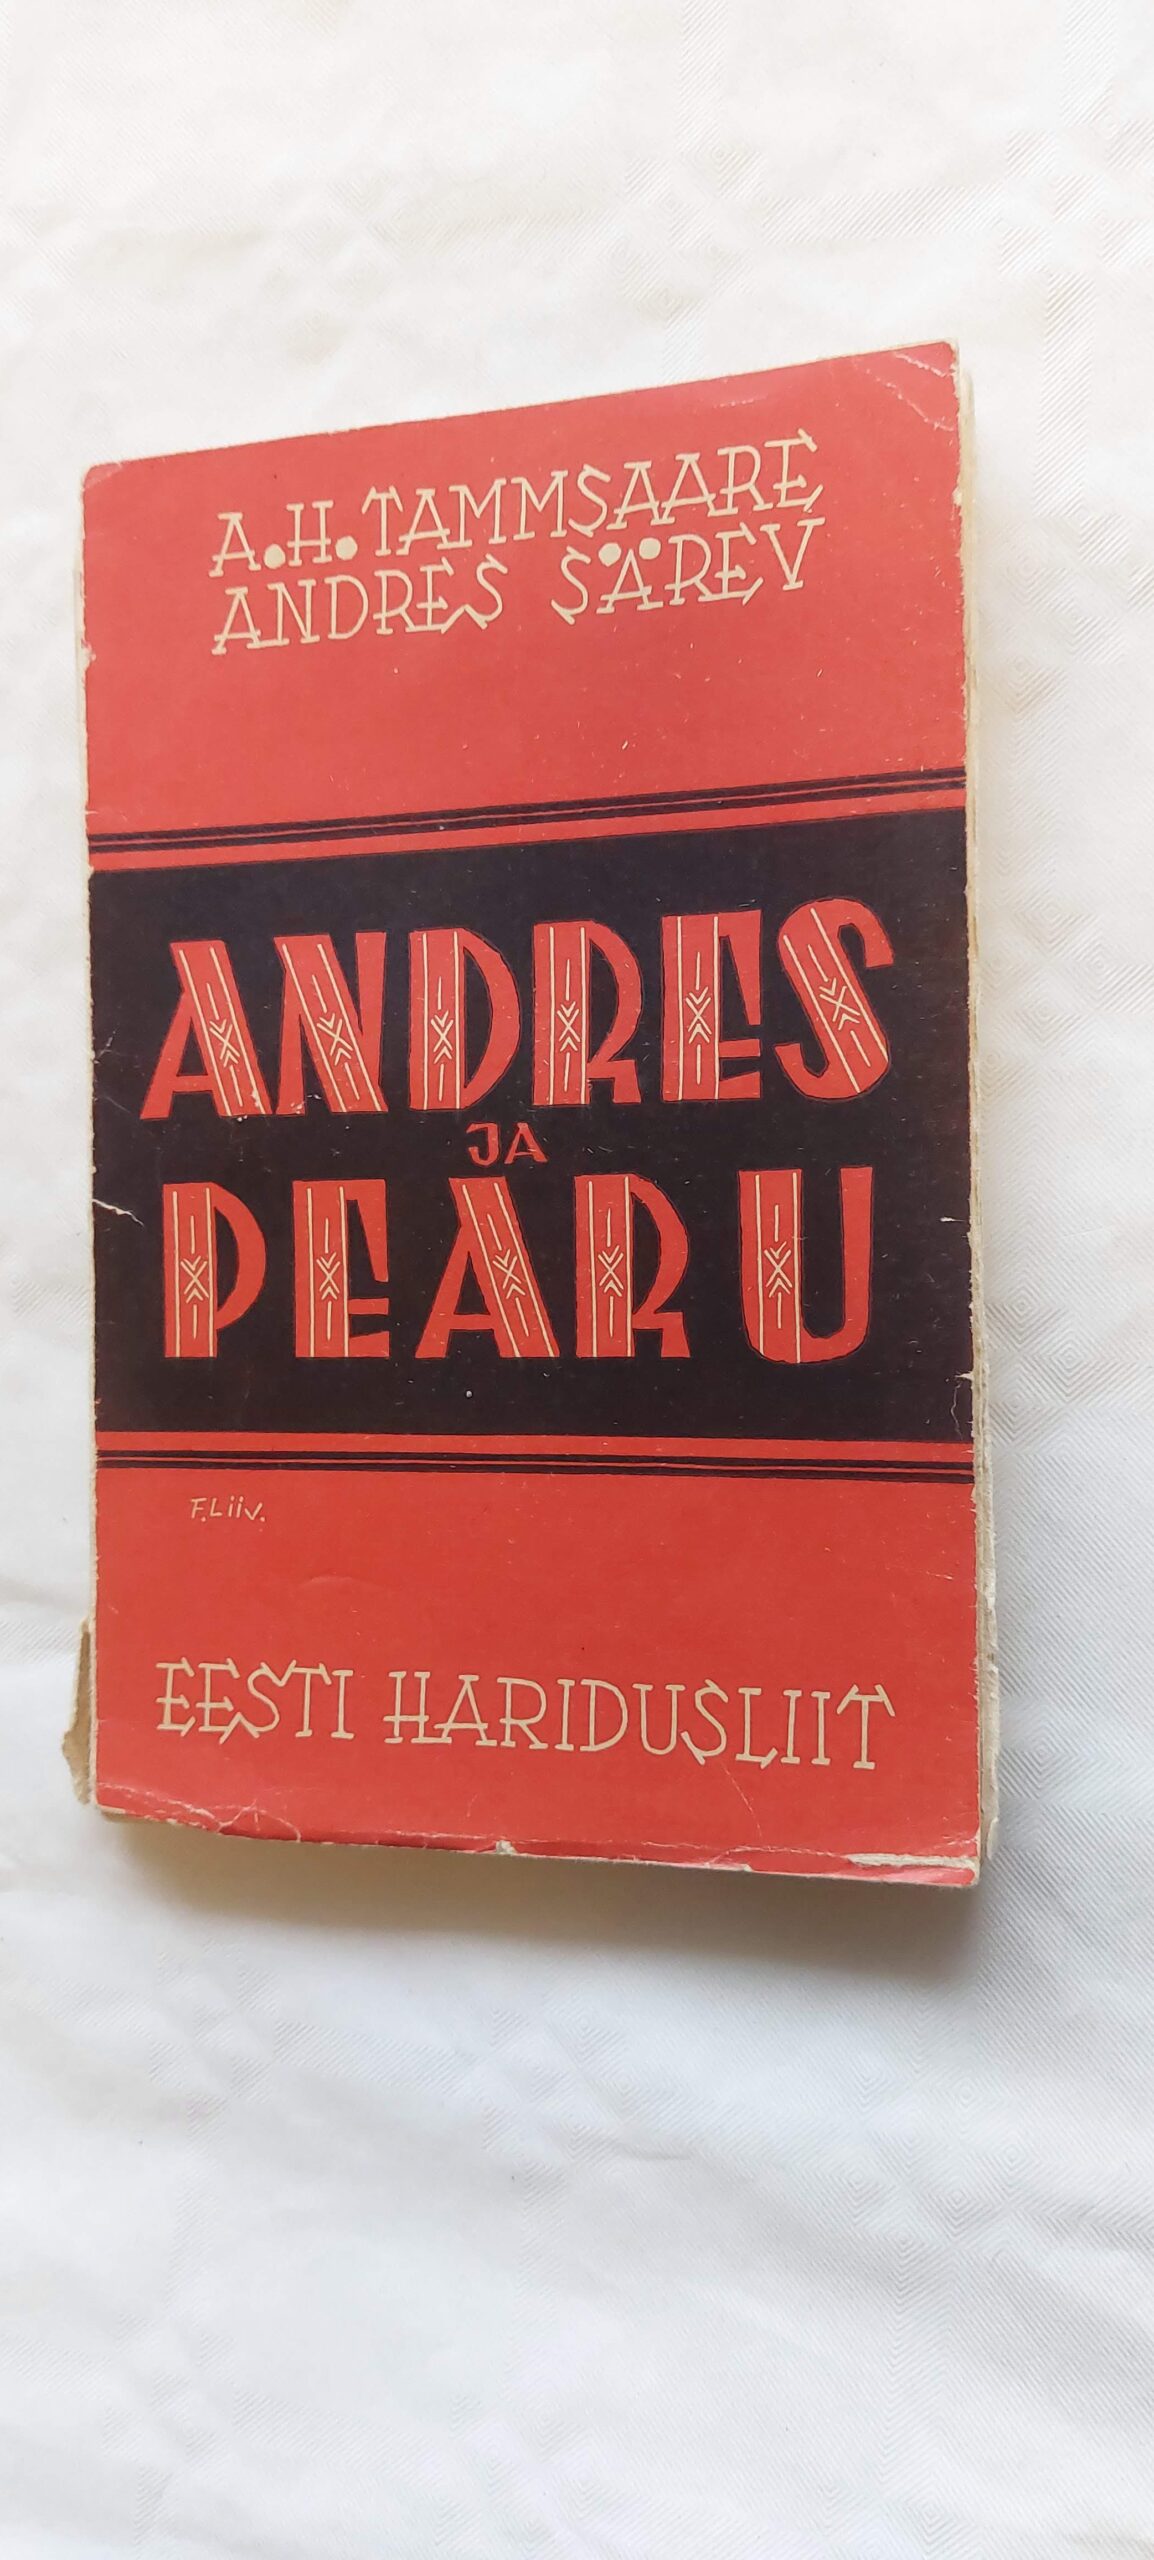 A.H. TAMMSAARE
ANDRES SÄREV
ANDRES
JA
PEARU
F.Liiv.
EESTI HARIDUSLIIT